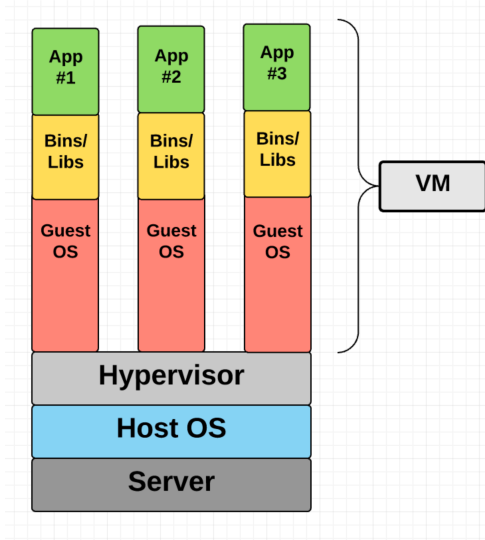 App
#1
App
#2
App
#3
Bins/
Libs
Bins/
Libs
Bins/
Libs
VM
Guest
OS
Guest
OS
Guest
OS
Hypervisor
Host OS
Server